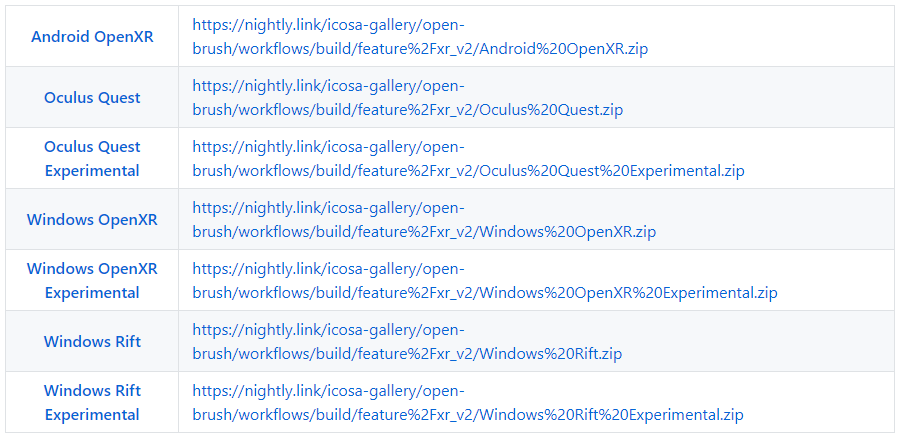 Android OpenXR
https://nightly.link/icosa-gallery/open-
brush/workflows/build/feature%2Fxr_v2/Android%20OpenXR.zip
Oculus Quest
https://nightly.link/icosa-gallery/open-
brush/workflows/build/feature%2Fxr_v2/Oculus%20Quest.zip
Oculus Quest
Experimental
https://nightly.link/icosa-gallery/open-
brush/workflows/build/feature%2Fxr_v2/Oculus%20Quest%20Experimental.zip
Windows OpenXR
https://nightly.link/icosa-gallery/open-
brush/workflows/build/feature%2Fxr_v2/Windows%20OpenXR.zip
Windows OpenXR
Experimental
https://nightly.link/icosa-gallery/open-
brush/workflows/build/feature%2Fxr_v2/Windows%20OpenXR%20Experimental.zip
Windows Rift
https://nightly.link/icosa-gallery/open-
brush/workflows/build/feature%2Fxr_v2/Windows%20Rift.zip
Windows Rift
Experimental
https://nightly.link/icosa-gallery/open-
brush/workflows/build/feature%2Fxr_v2/Windows%20Rift%20Experimental.zip